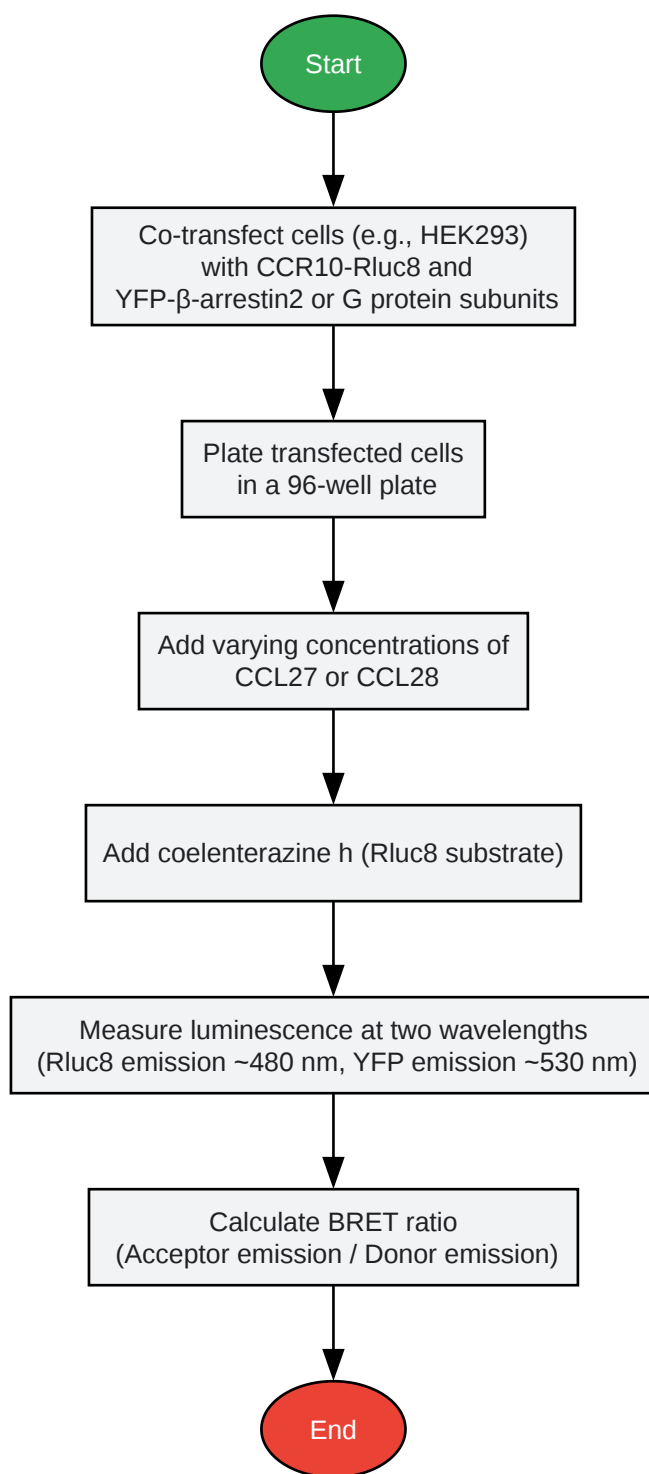 Start
Co-transfect cells (e.g., HEK293)
with CCR10-Rluc8 and
YFP-β-arrestin2 or G protein subunits
Plate transfected cells
in a 96-well plate
Add varying concentrations of
CCL27 or CCL28
Add coelenterazine h (Rluc8 substrate)
Measure luminescence at two wavelengths
(Rluc8 emission ~480 nm, YFP emission ~530 nm)
Calculate BRET ratio
(Acceptor emission / Donor emission)
End